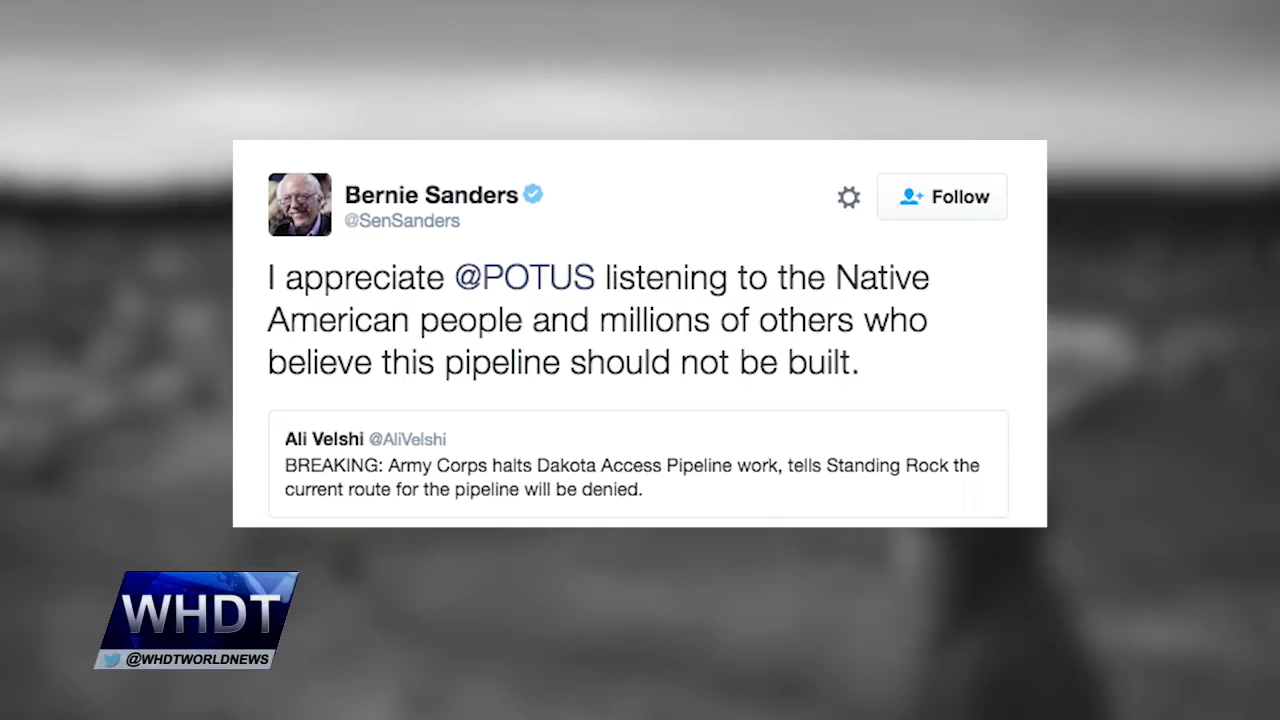 Bernie Sanders
@SenSanders
Follow
I appreciate @POTUS listening to the Native
American people and millions of others who
believe this pipeline should not be built.
Ali Velshi @AliVelshi
BREAKING: Army Corps halts Dakota Access Pipeline work, tells Standing Rock the
current route for the pipeline will be denied.
WHDT
@WHDTWORLDNEWS